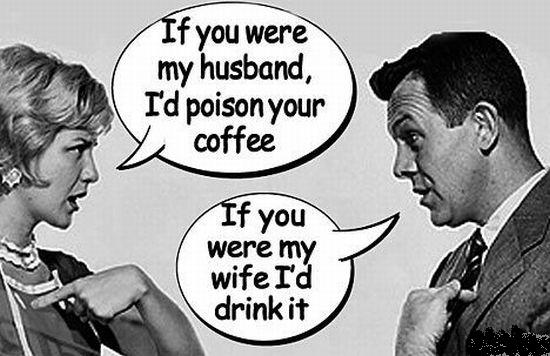 If you were
my husband,
I'd poison your
coffee
If you
were my
wife I'd
drink it